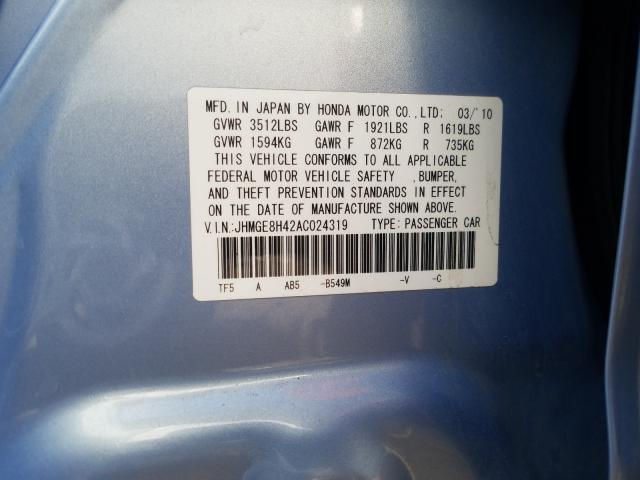 MFD. IN JAPAN BY HONDA MOTOR CO.,LTD: 03/'10
GVWR 3512LBS GAWR F 1921LBS R 1619LBS
GVWR 1594KG GAWR F 872KG R 735KG
THIS VEHICLE CONFORMS TO ALL APPLICABLE
FEDERAL MOTOR VEHICLE SAFETY ,BUMPER,
AND THEFT PREVENTION STANDARDS IN EFFECT
ON THE DATE OF MANUFACTURE SHOWN ABOVE.
V.I.N.:JHMGE8H42AC024319 TYPE: PASSENGER CAR
TF5 A AB5 -B549M -V -C